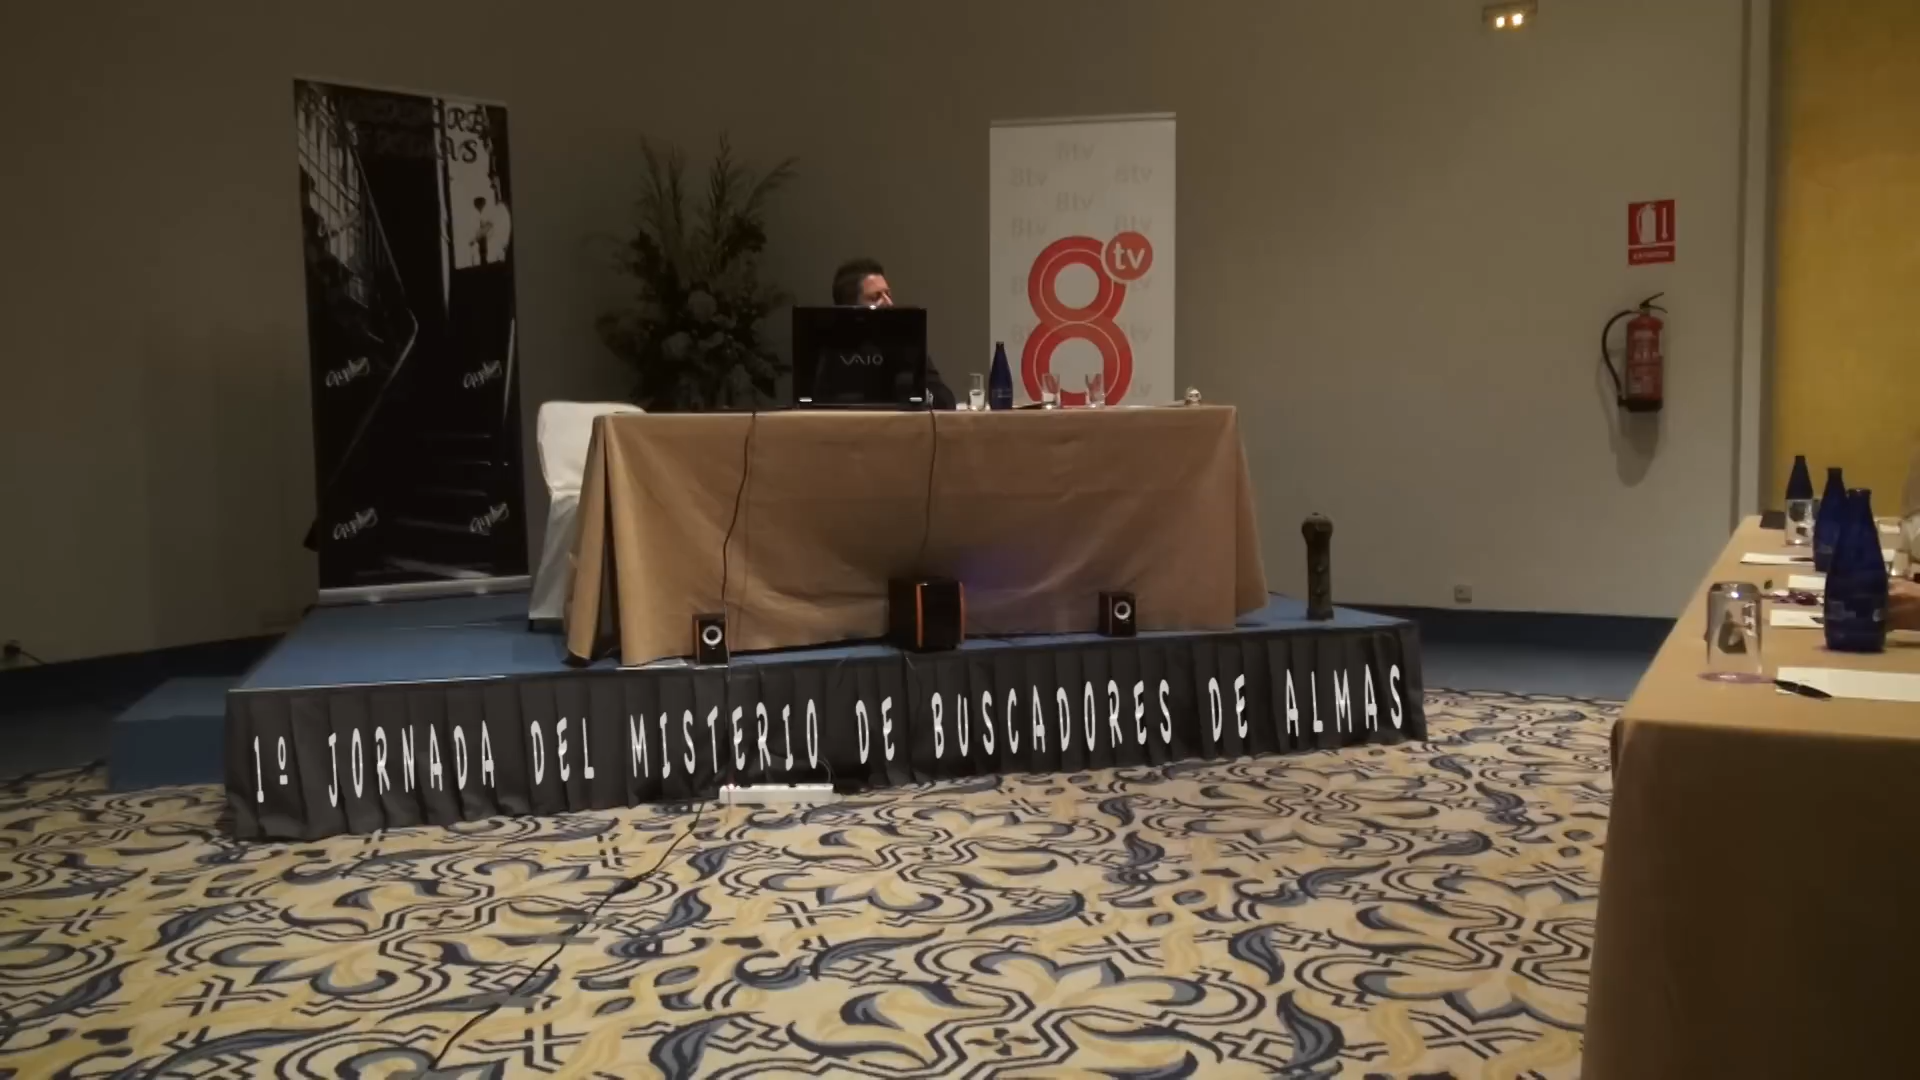 8tv
VAIO
1º JORNADA DEL MISTERIO DE BUSCADORES DE ALMAS